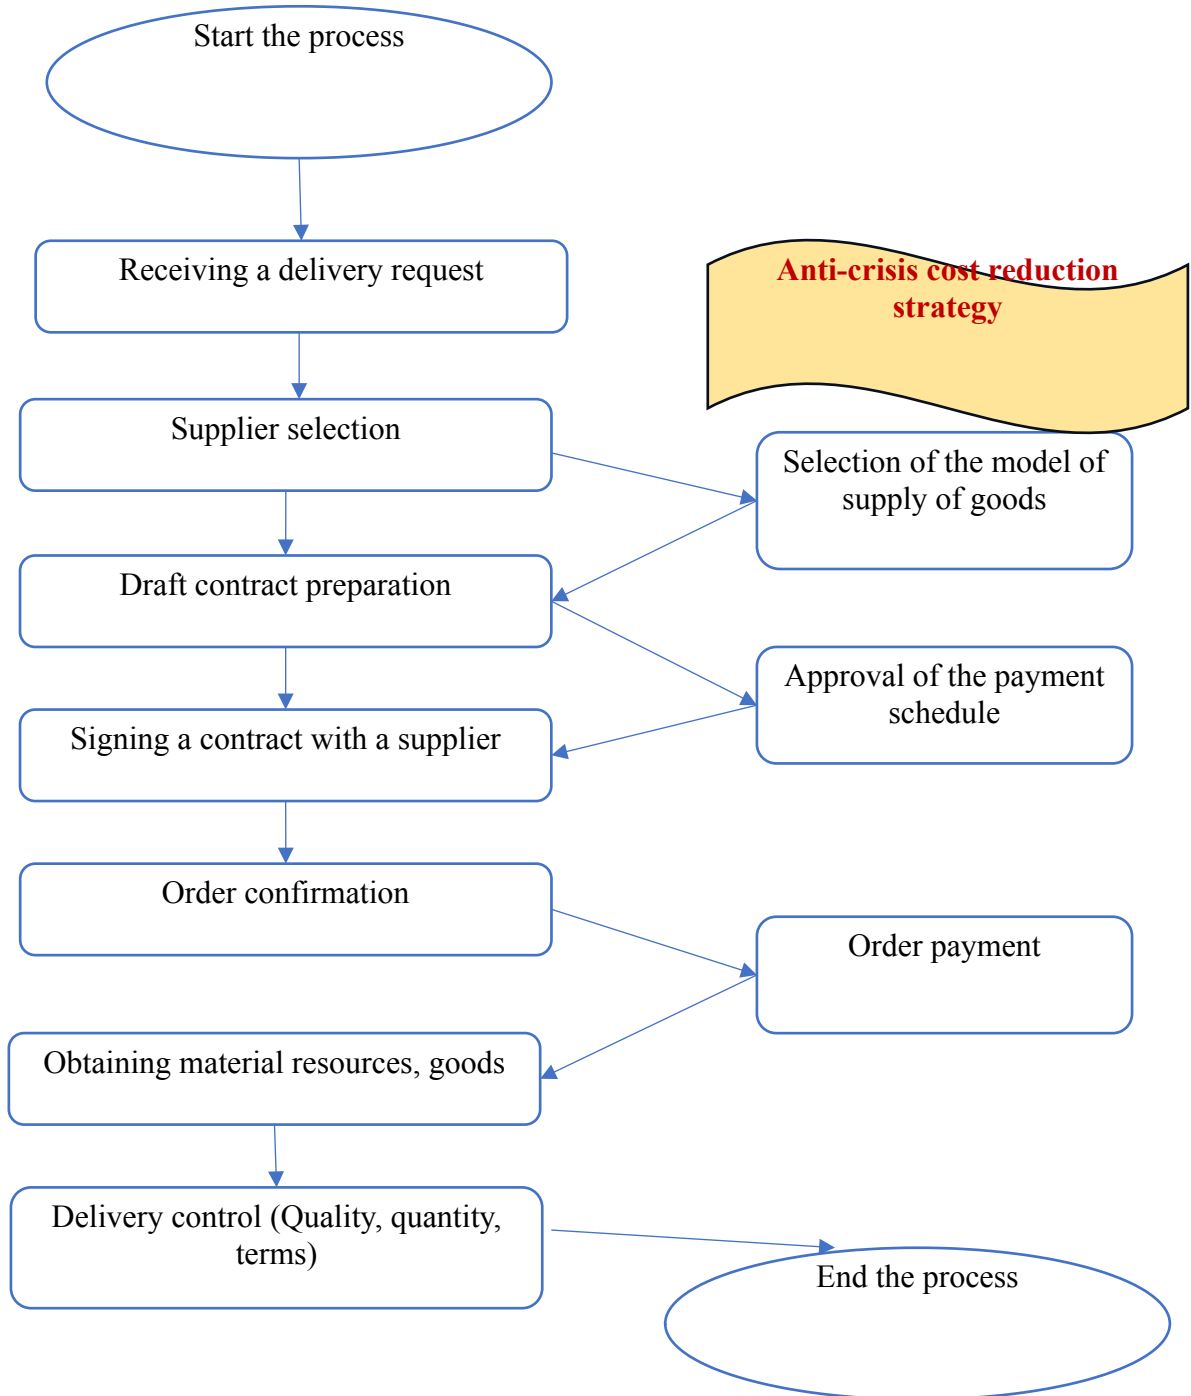 Start the process
Receiving a delivery request
Anti-crisis cost reduction
strategy
Supplier selection
Selection of the model of
supply of goods
Draft contract preparation
Approval of the payment
schedule
Signing a contract with a supplier
Order confirmation
Order payment
Obtaining material resources, goods
Delivery control (Quality, quantity,
terms)
End the process